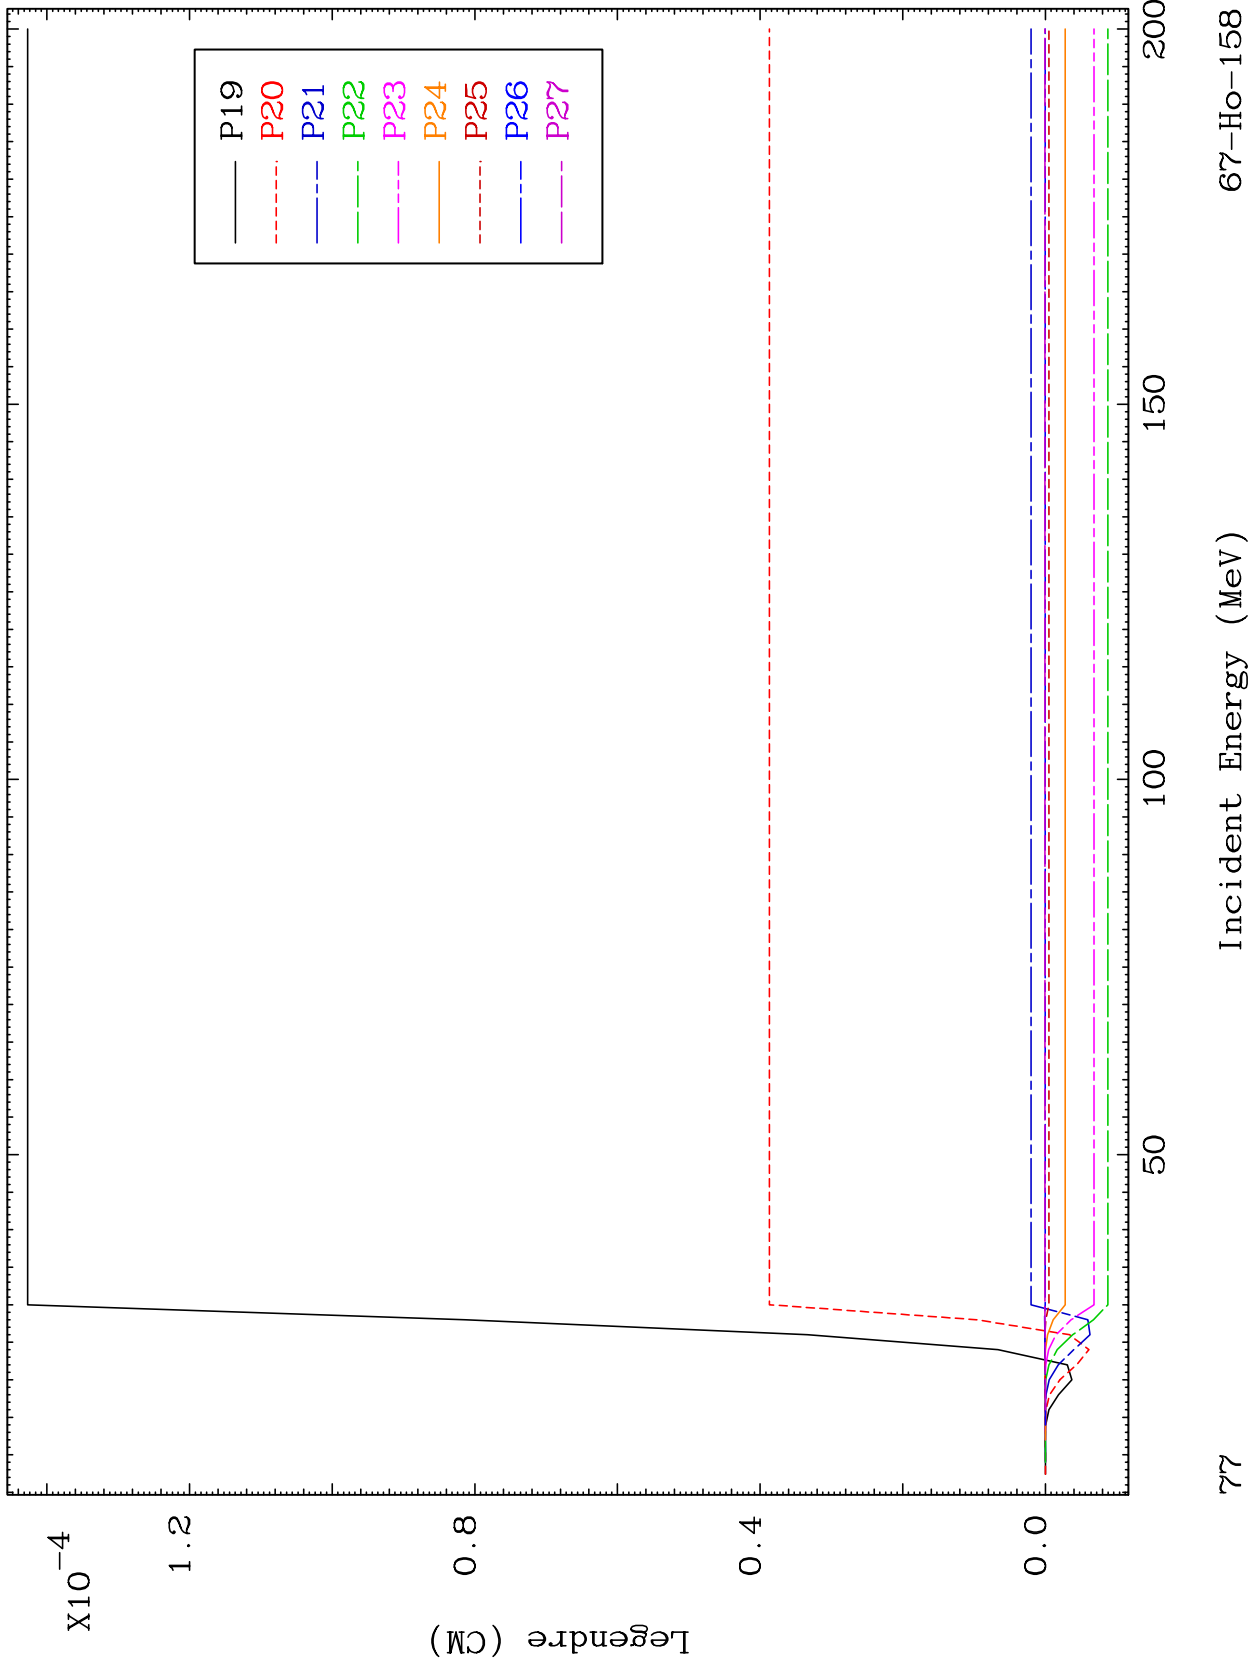 X10⁻⁴
Legendre (CM)
1.2
0.8
0.4
0.0
P19
P20
P21
P22
P23
P24
P25
P26
P27
50
100
150
200
Incident Energy (MeV)
77
67-Ho-158